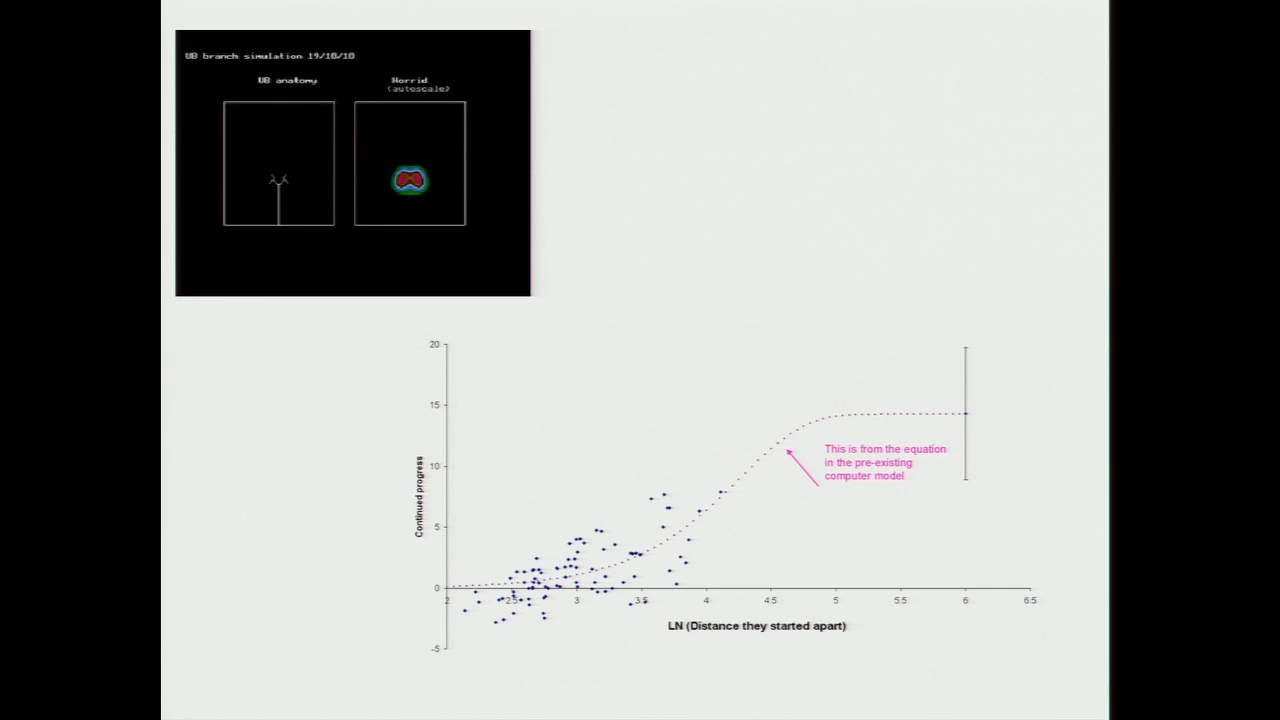 UB branch simulation 19/10/10
UB anatomy
Horrid
(autoscale)
20
15
10
5
0
-5
Continued progress
This is from the equation
in the pre-existing
computer model
2 2.5 3 3.5 4 4.5 5 5.5 6 6.5
LN (Distance they started apart)